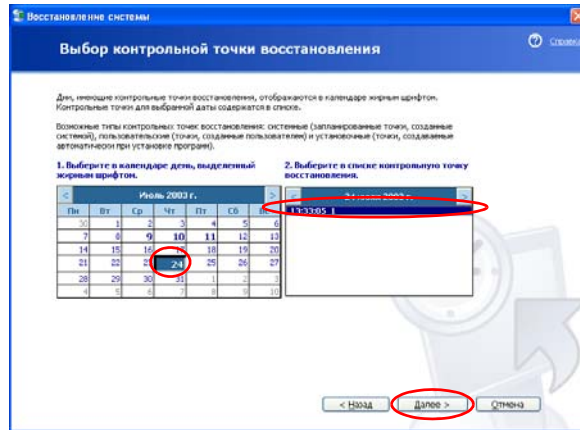 Восстановление системы
Выбор контрольной точки восстановления
Справка
Дни, имеющие контрольные точки восстановления, отображаются в календаре жирным шрифтом.
Контрольные точки для выбранной даты содержатся в списке.
Возможные типы контрольных точек восстановления: системные (запланированные точки, созданные
системой), пользовательские (точки, созданные пользователем) и установочные (точки, создаваемые
автоматически при установке программ).
1. Выберите в календаре день, выделенный
жирным шрифтом.
2. Выберите в списке контрольную точку
восстановления.
< Июль 2003 г. >
< 24 июля 2003 г.
Пн Вт Ср Чт Пт Сб
13:33:05 1
30 1 2 3 4 5 6
7 8 9 10 11 12 13
14 15 16 17 18 19 20
21 22 23 24 25 26 27
28 29 30 31 1 2 3
4 5 6 7 8 9 10
< Назад
Далее >
Отмена